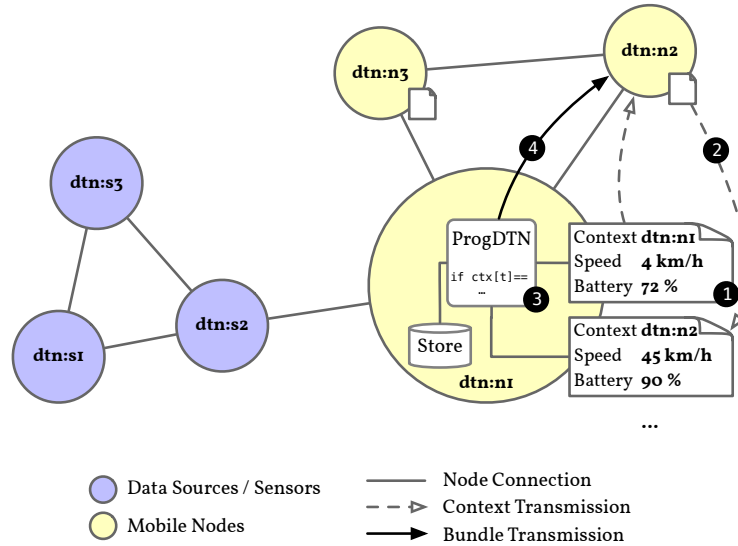 dtn:n2
dtn:n3
4
2
dtn:s3
ProgDTN
if ctx[t]==
…
3
Context dtn:n1
Speed 4 km/h
Battery 72 %
1
dtn:s2
Store
Context dtn:n2
Speed 45 km/h
Battery 90 %
dtn:s1
dtn:n1
...
Data Sources / Sensors
Mobile Nodes
Node Connection
Context Transmission
Bundle Transmission